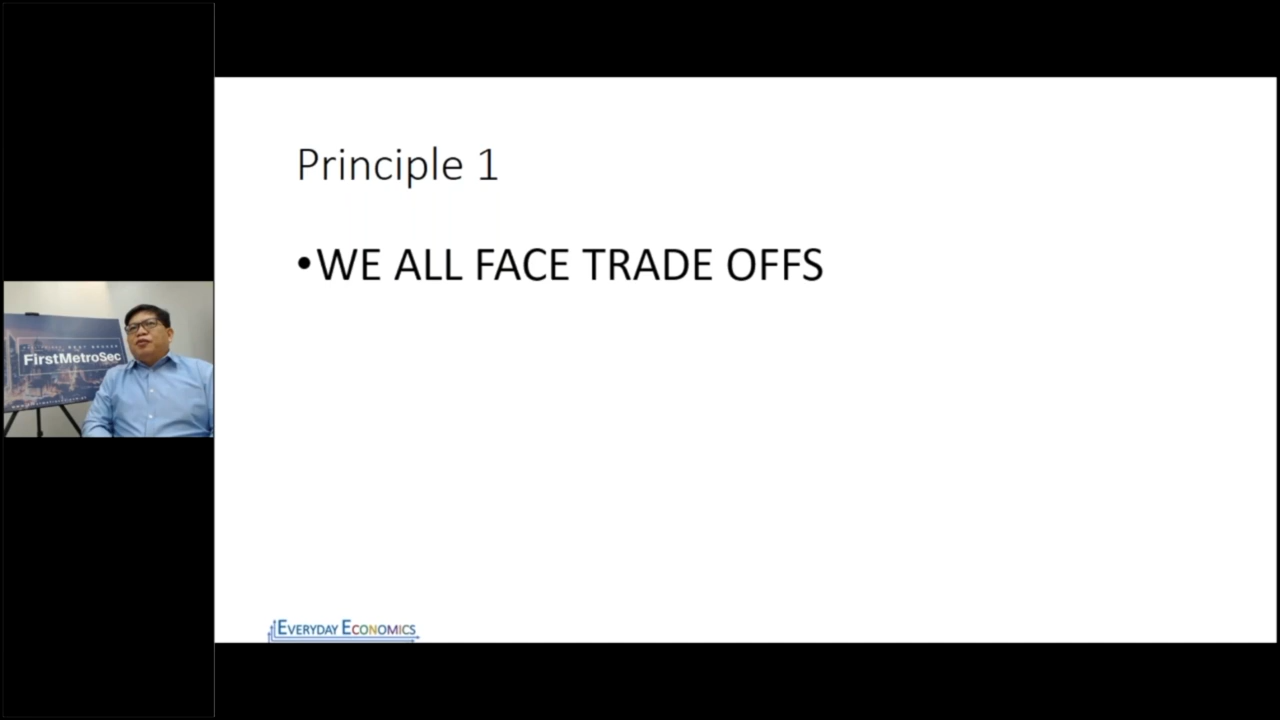 Principle 1
•WE ALL FACE TRADE OFFS
FirstMetroSec
EVERYDAY ECONOMICS